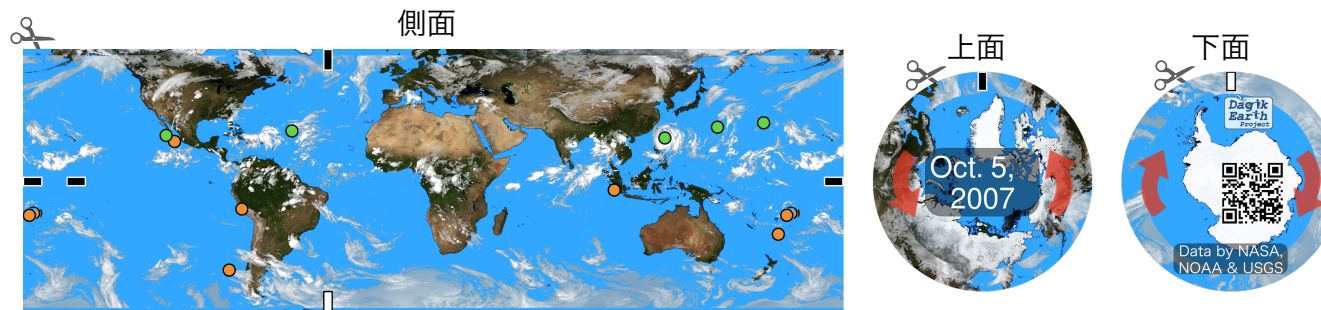 側面
上面
下面
Oct. 5,
2007
Dagik
Earth
Project
Data by NASA,
NOAA & USGS